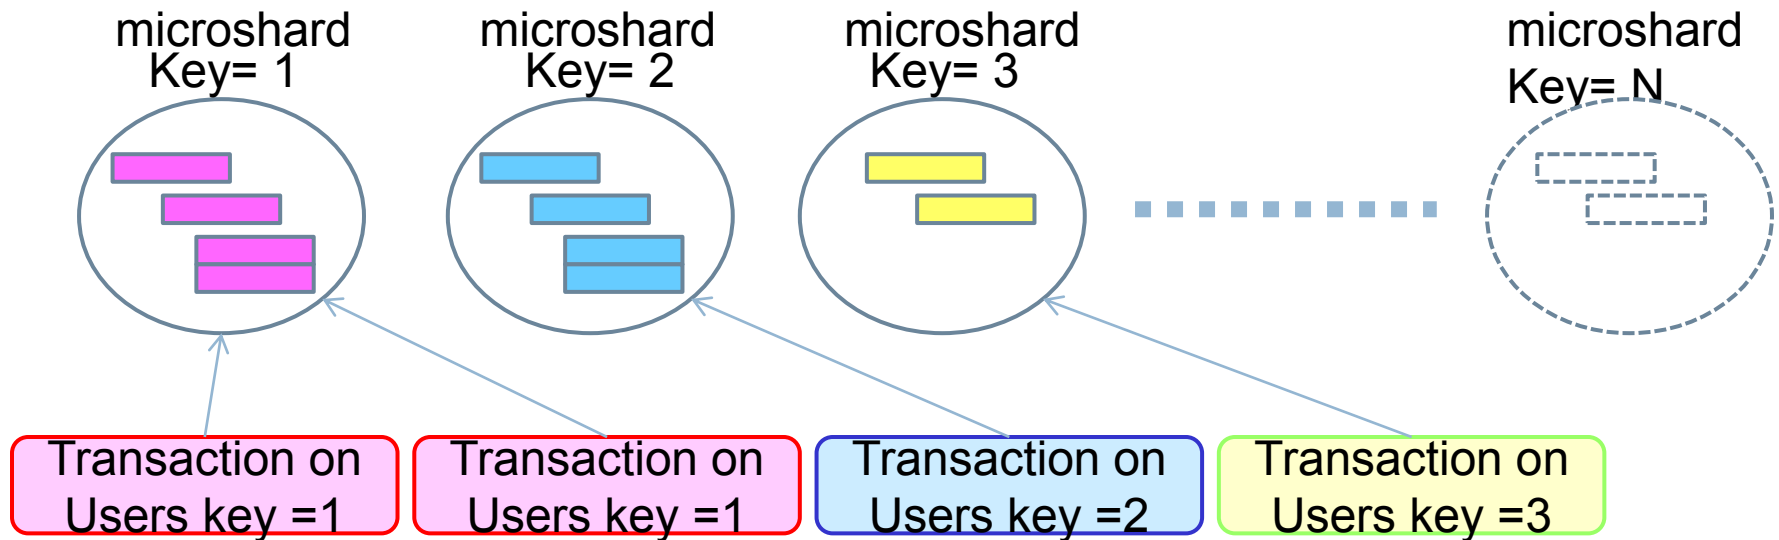 microshard
Key= 1
microshard
Key= 2
microshard
Key= 3
microshard
Key= N
Transaction on
Users key =1
Transaction on
Users key =1
Transaction on
Users key =2
Transaction on
Users key =3